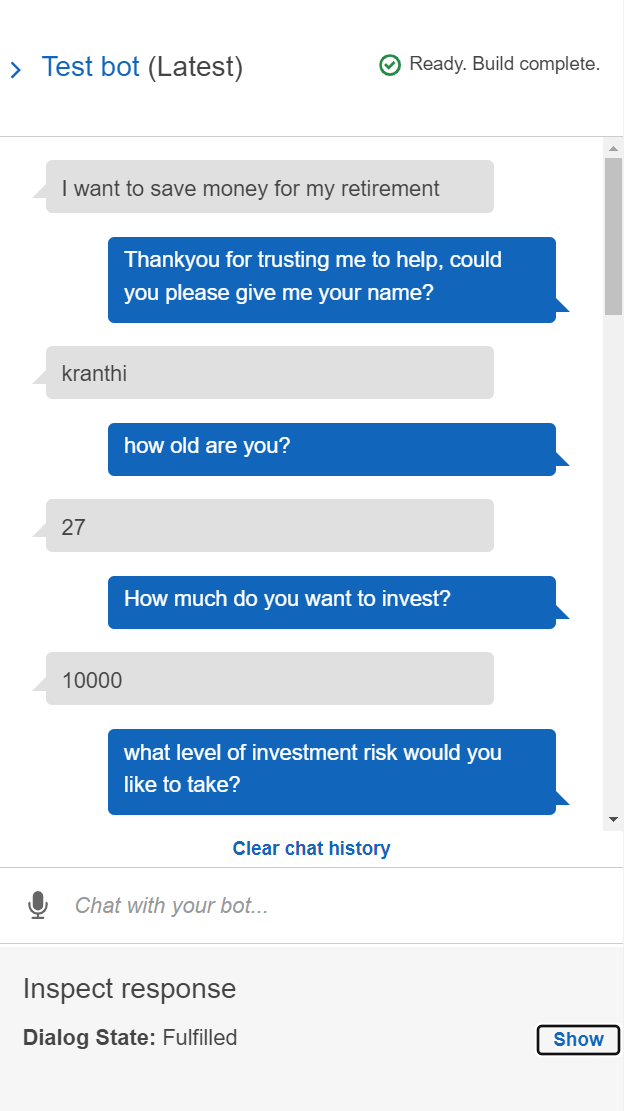 Test bot (Latest)
Ready. Build complete.
I want to save money for my retirement
Thankyou for trusting me to help, could
you please give me your name?
kranthi
how old are you?
27
How much do you want to invest?
10000
what level of investment risk would you
like to take?
Clear chat history
Chat with your bot...
Inspect response
Dialog State: Fulfilled
Show